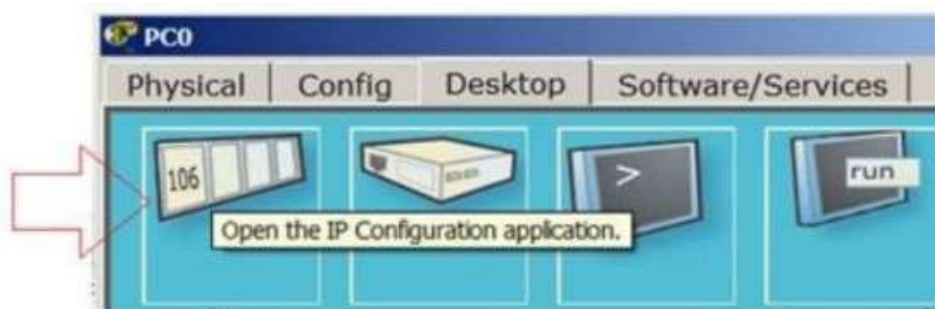 PC0
Physical Config Desktop Software/Services
106
>
run
Open the IP Configuration application.